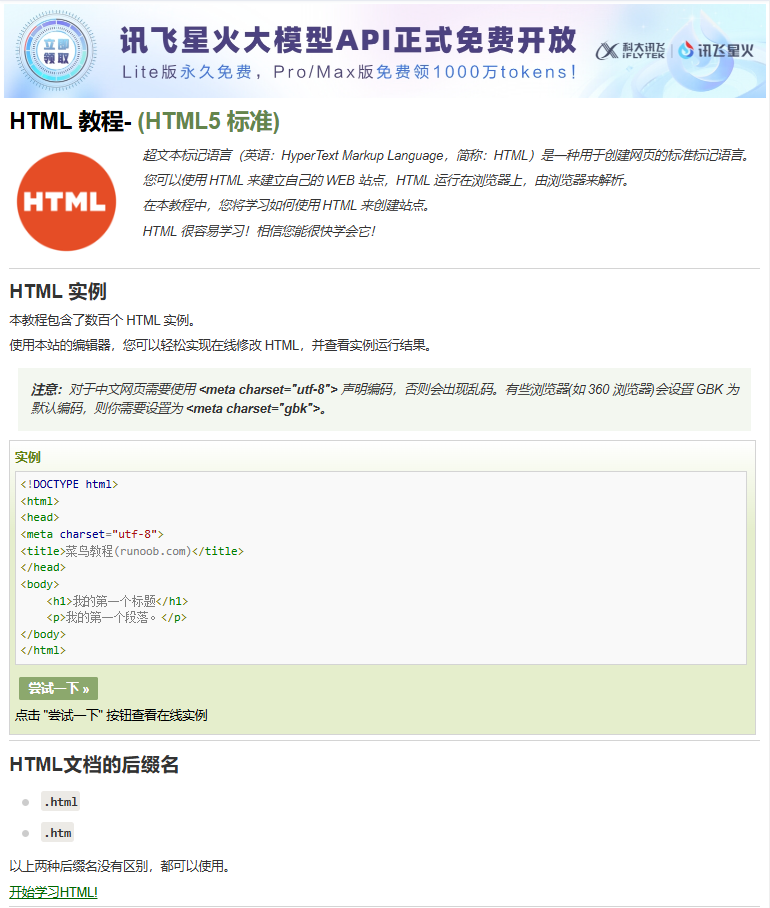 立即
领取
讯飞星火大模型API正式免费开放
Lite版永久免费，Pro/Max版免费领1000万tokens！
科大讯飞
iFLYTEK
讯飞星火
HTML 教程- (HTML5 标准)
HTML
超文本标记语言（英语：HyperText Markup Language，简称：HTML）是一种用于创建网页的标准标记语言。
您可以使用 HTML 来建立自己的 WEB 站点，HTML 运行在浏览器上，由浏览器来解析。
在本教程中，您将学习如何使用 HTML 来创建站点。
HTML 很容易学习！相信您能很快学会它！
HTML 实例
本教程包含了数百个 HTML 实例。
使用本站的编辑器，您可以轻松实现在线修改 HTML，并查看实例运行结果。
注意：对于中文网页需要使用 <meta charset="utf-8"> 声明编码，否则会出现乱码。有些浏览器(如 360 浏览器)会设置 GBK 为
默认编码，则你需要设置为 <meta charset="gbk">。
实例
<!DOCTYPE html>
<html>
<head>
<meta charset="utf-8">
<title>菜鸟教程(runoob.com)</title>
</head>
<body>
    <h1>我的第一个标题</h1>
    <p>我的第一个段落。</p>
</body>
</html>
尝试一下 »
点击 "尝试一下" 按钮查看在线实例
HTML文档的后缀名
.html
.htm
以上两种后缀名没有区别，都可以使用。
开始学习HTML!